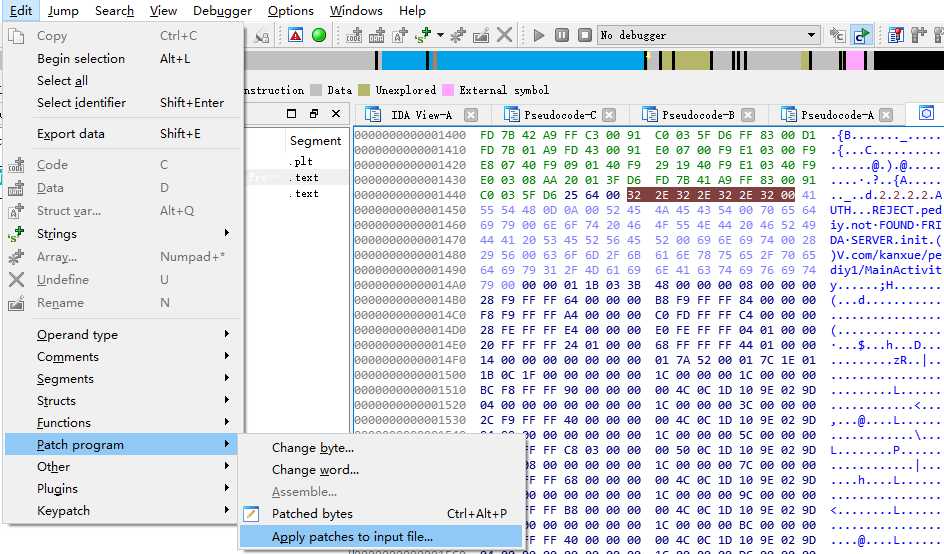 Edit Jump Search View Debugger Options Windows Help
Copy Ctrl+C
Begin selection Alt+L
Select all
Select identifier Shift+Enter
Export data Shift+E
Code C
Data D
Struct var... Alt+Q
Strings
Array... Numpad+*
Undefine U
Rename N
Operand type
Comments
Segments
Structs
Functions
Patch program
Other
Plugins
Keypatch
Change byte...
Change word...
Assemble...
Patched bytes Ctrl+Alt+P
Apply patches to input file...
No debugger
nstruction Data Unexplored External symbol
Segment
.plt
.text
.text
IDA View-A Pseudocode-C Pseudocode-B Pseudocode-A
0000000000001400 FD 7B 42 A9 FF C3 00 91 C0 03 5F D6 FF 83 00 D1 .{B......_.....
0000000000001410 FD 7B 01 A9 FD 43 00 91 E0 07 00 F9 E1 03 00 F9 .{...C..........
0000000000001420 E8 07 40 F9 09 01 40 F9 29 19 40 F9 E1 03 40 F9
0000000000001430 E0 03 08 AA 20 01 3F D6 FD 7B 41 A9 FF 83 00 91
0000000000001440 C0 03 5F D6 25 64 00 32 2E 32 2E 32 2E 32 00 41
0000000000001450 55 54 48 0D 0A 00 52 45 4A 45 43 54 00 70 65 64 UTH...REJECT.ped
0000000000001460 69 79 00 6E 6F 74 20 46 4F 55 4E 44 20 46 52 49 iy.not·FOUND·FRI
0000000000001470 44 41 20 53 45 52 56 45 52 00 69 6E 69 74 00 28 DA·SERVER.init.(
0000000000001480 29 56 00 63 6F 6D 2F 6B 61 6E 78 75 65 2F 70 65 )V.com/kanxue/pe
0000000000001490 64 69 79 31 2F 4D 61 69 6E 41 63 74 69 76 69 74 diy1/MainActivit
00000000000014A0 79 00 00 00 01 1B 03 3B 48 00 00 00 08 00 00 00 y......;H.......
00000000000014B0 28 F9 FF FF 64 00 00 00 B8 F9 FF FF 84 00 00 00
00000000000014C0 F8 F9 FF FF A4 00 00 00 C0 FD FF FF C4 00 00 00
00000000000014D0 28 FE FF FF E4 00 00 00 E0 FE FF FF 04 01 00 00
00000000000014E0 20 FF FF FF 24 01 00 00 68 FF FF FF 44 01 00 00
00000000000014F0 14 00 00 00 00 00 00 00 01 7A 52 00 01 7C 1E 01
0000000000001500 1B 0C 1F 00 00 00 00 00 1C 00 00 00 1C 00 00 00
0000000000001510 BC F8 FF FF 90 00 00 00 00 4C 0C 1D 10 9E 02 9D
0000000000001520 04 00 00 00 00 00 00 00 1C 00 00 00 3C 00 00 00
0000000000001530 2C F9 FF FF 40 00 00 00 00 4C 0C 1D 10 9E 02 9D